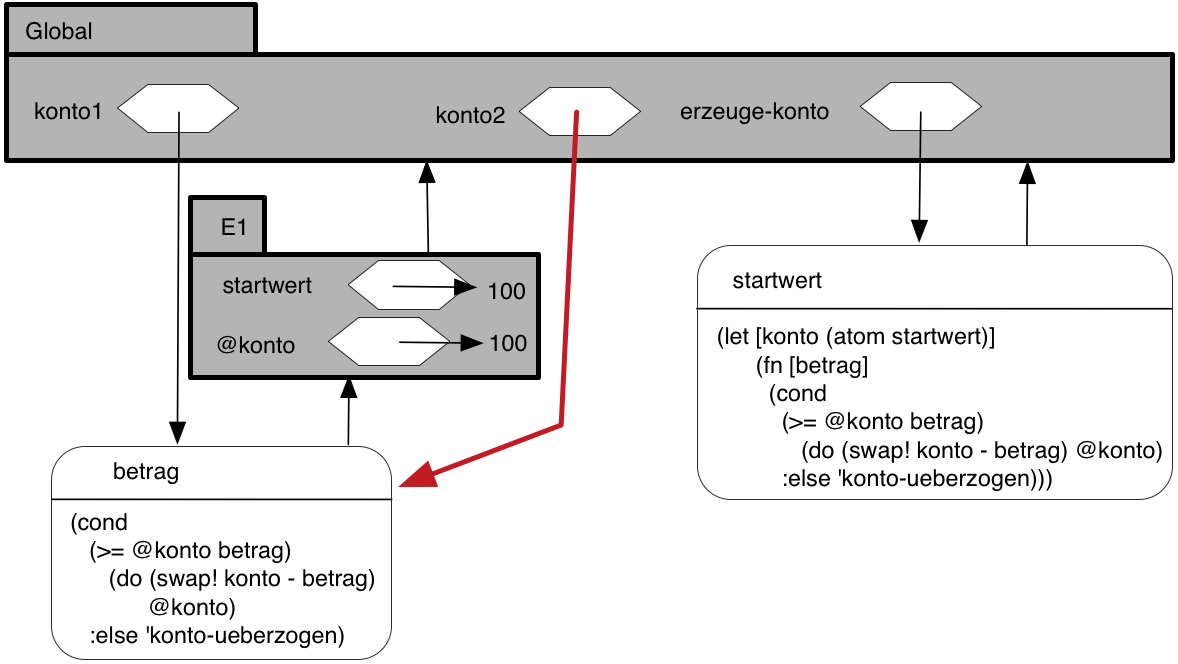 Global
konto1
konto2
erzeuge-konto
E1
startwert
100
@konto
100
startwert
(let [konto (atom startwert)]
(fn [betrag]
(cond
(>= @konto betrag)
(do (swap! konto - betrag) @konto)
:else 'konto-ueberzogen)))
betrag
(cond
(>= @konto betrag)
(do (swap! konto - betrag)
@konto)
:else 'konto-ueberzogen)